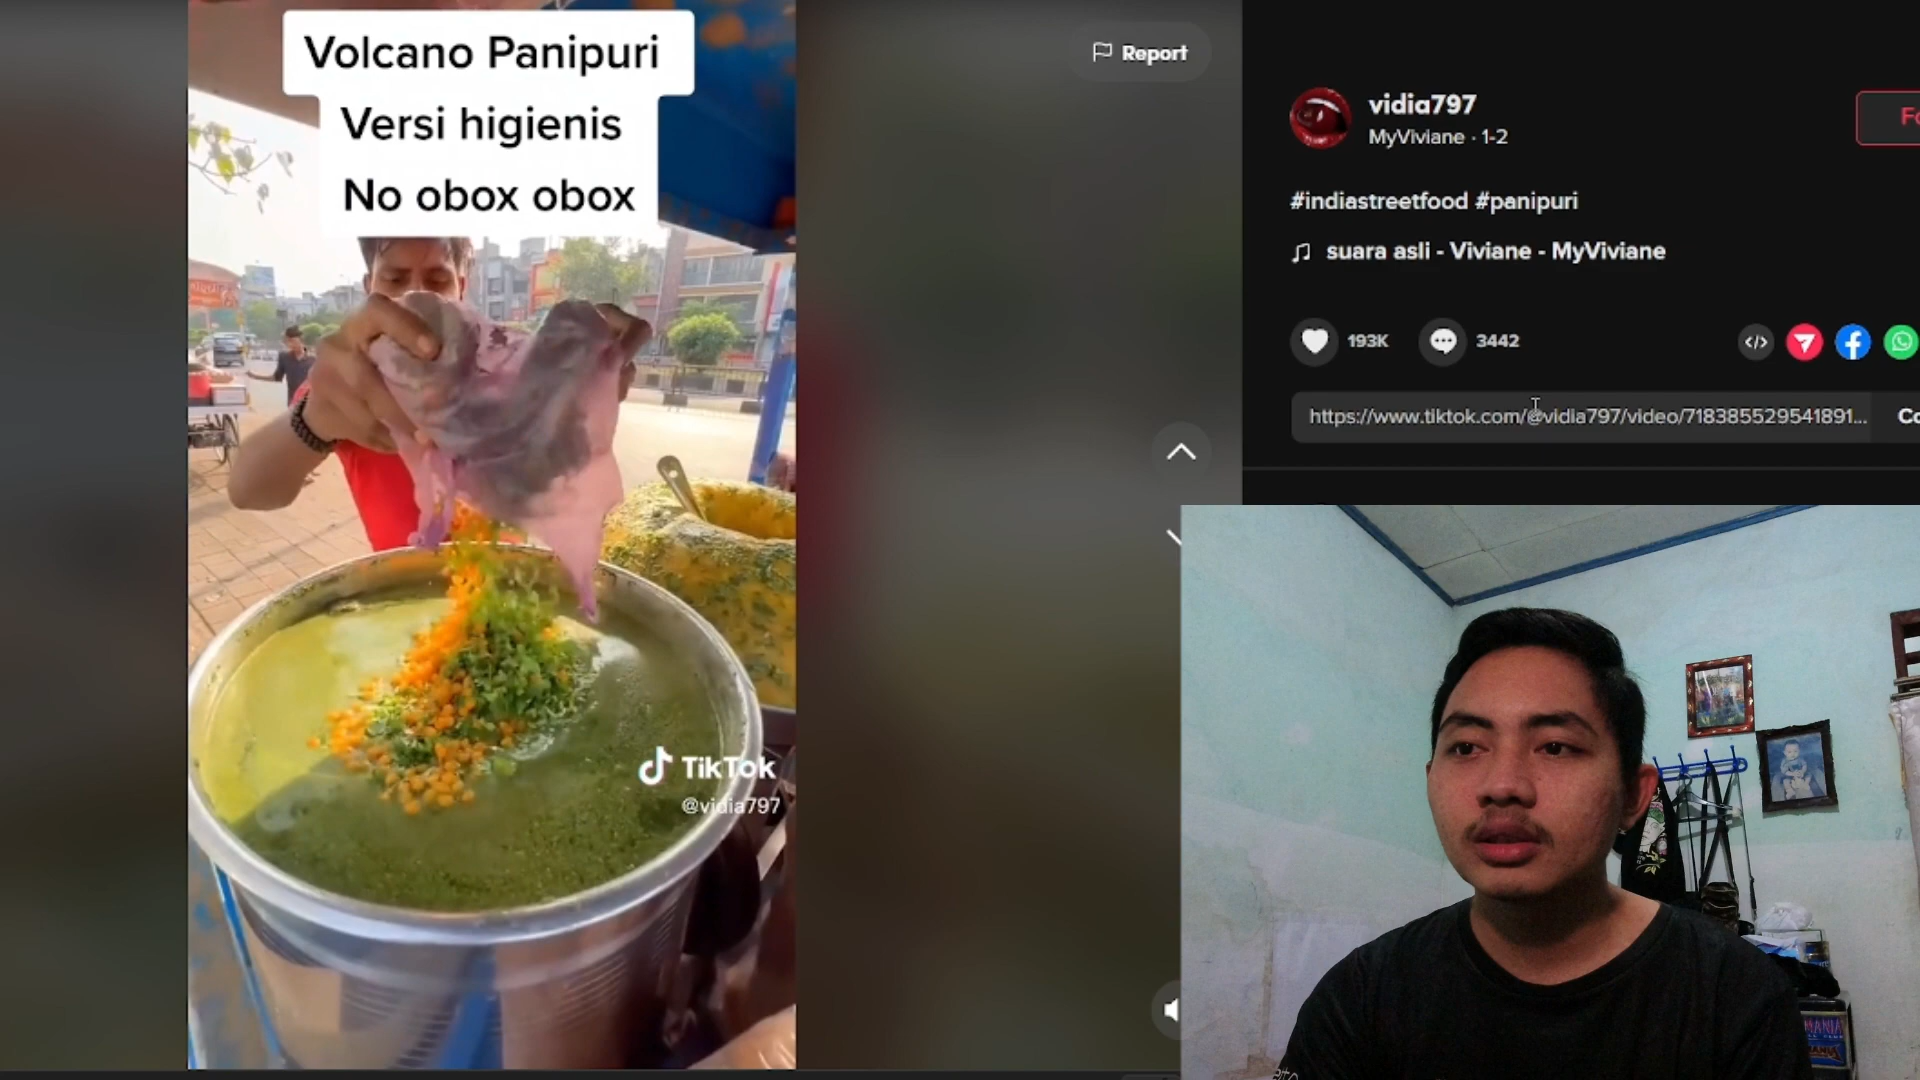 Volcano Panipuri
Versi higienis
No obox obox
TikTok
@vidia797
Report
vidia797
MyViviane · 1-2
#indiastreetfood #panipuri
suara asli - Viviane - MyViviane
193K
3442
https://www.tiktok.com/@vidia797/video/718385529541891...
MANIA